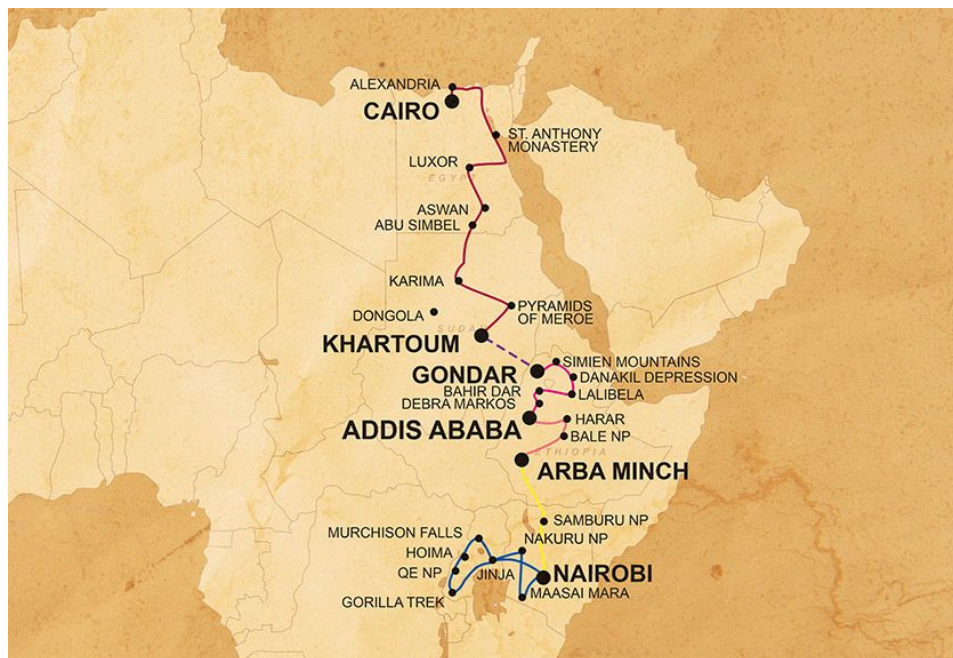 ALEXANDRIA
CAIRO
ST. ANTHONY
MONASTERY
LUXOR
EGYPT
ASWAN
ABU SIMBEL
KARIMA
PYRAMIDS
OF MEROE
DONGOLA
SUDAN
KHARTOUM
SIMIEN MOUNTAINS
GONDAR
DANAKIL DEPRESSION
BAHIR DAR
LALIBELA
DEBRA MARKOS
HARAR
ADDIS ABABA
BALE NP
ETHIOPIA
ARBA MINCH
SAMBURU NP
MURCHISON FALLS
NAKURU NP
HOIMA
QE NP
JINJA
NAIROBI
MAASAI MARA
GORILLA TREK